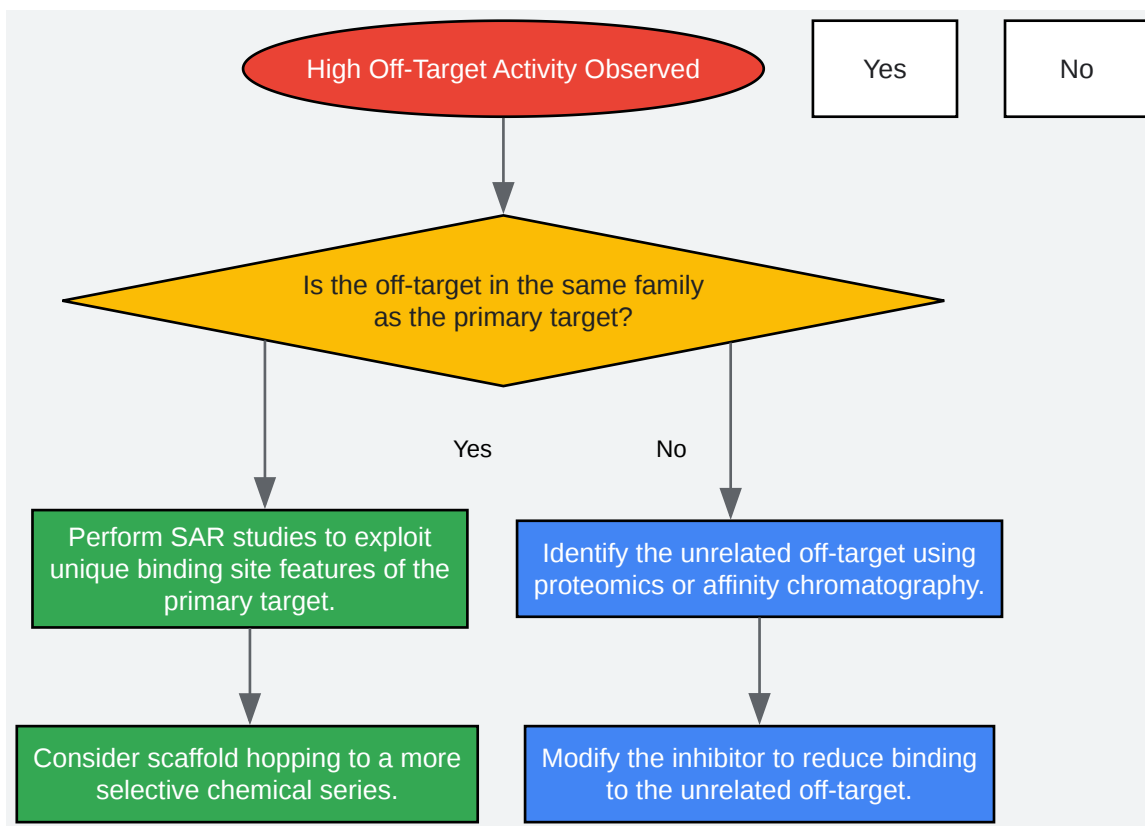 High Off-Target Activity Observed
Yes
No
Is the off-target in the same family
as the primary target?
Yes
No
Perform SAR studies to exploit
unique binding site features of the
primary target.
Identify the unrelated off-target using
proteomics or affinity chromatography.
Consider scaffold hopping to a more
selective chemical series.
Modify the inhibitor to reduce binding
to the unrelated off-target.